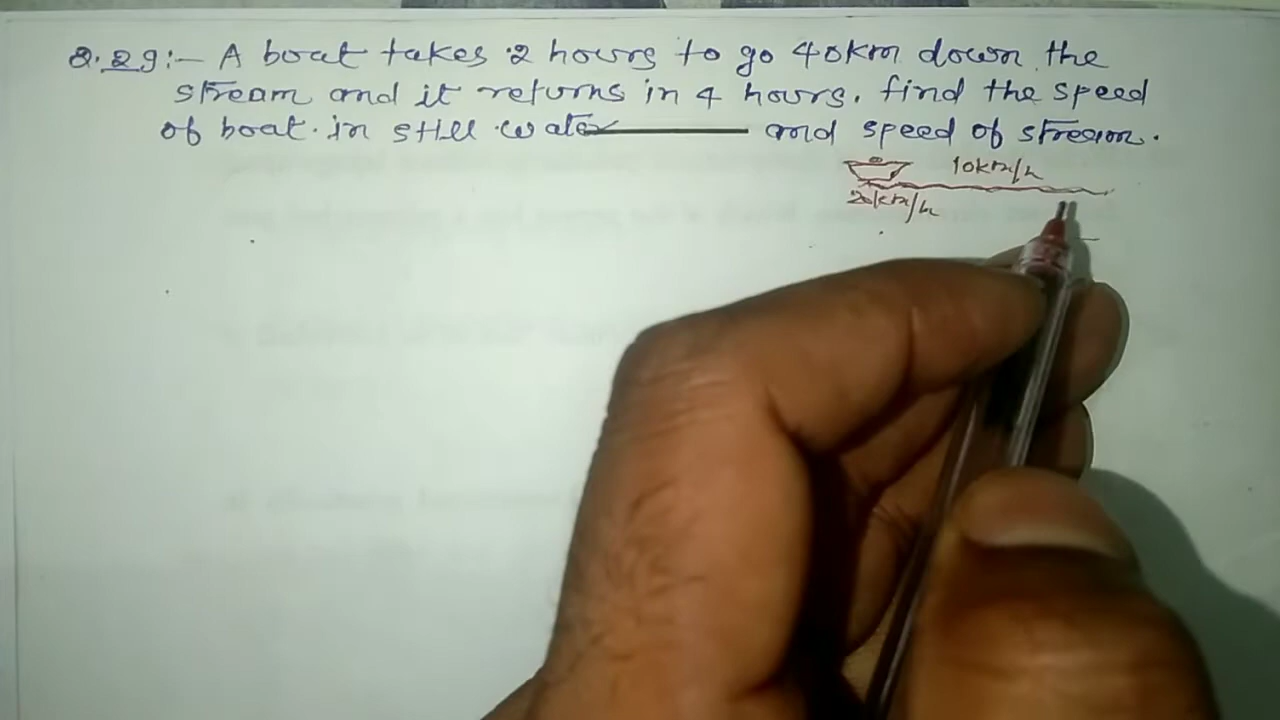 Q.29:- A boat takes 2 hours to go 40km down the
stream and it returns in 4 hours. find the speed
of boat in still water and speed of stream.
10km/h
20km/h